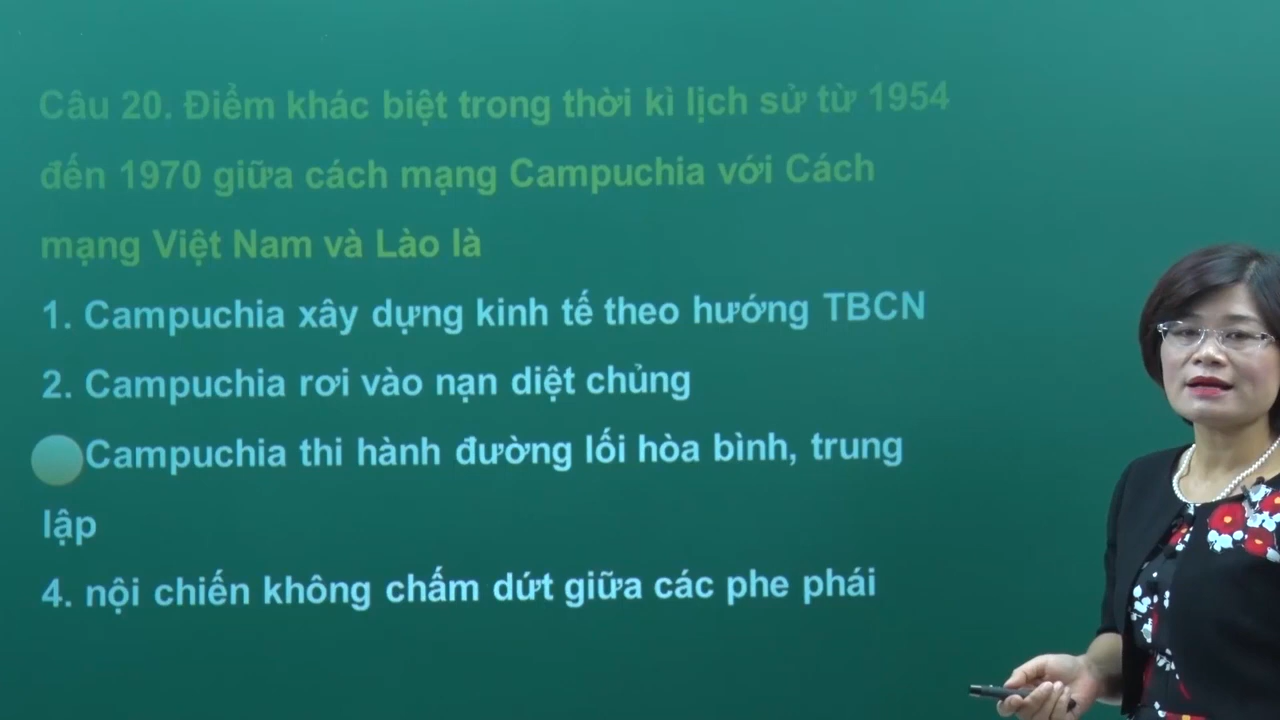 Câu 20. Điểm khác biệt trong thời kì lịch sử từ 1954
đến 1970 giữa cách mạng Campuchia với Cách
mạng Việt Nam và Lào là
1. Campuchia xây dựng kinh tế theo hướng TBCN
2. Campuchia rơi vào nạn diệt chủng
Campuchia thi hành đường lối hòa bình, trung
lập
4. nội chiến không chấm dứt giữa các phe phái